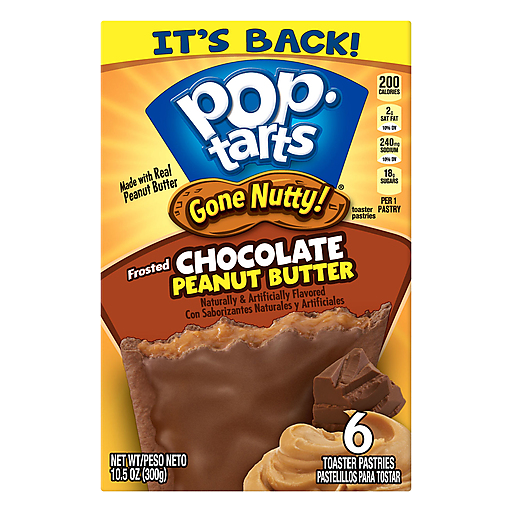 IT'S BACK!
pop•
tarts
®
Made with Real
Peanut Butter
Gone Nutty!
toaster
pastries
200
CALORIES
2g
SAT FAT
10% DV
240mg
SODIUM
10% DV
18g
SUGARS
PER 1
PASTRY
Frosted CHOCOLATE
PEANUT BUTTER
Naturally & Artificially Flavored
Con Saborizantes Naturales y Artificiales
NET WT/PESO NETO
10.5 OZ (300g)
6
TOASTER PASTRIES
PASTELILLOS PARA TOSTAR